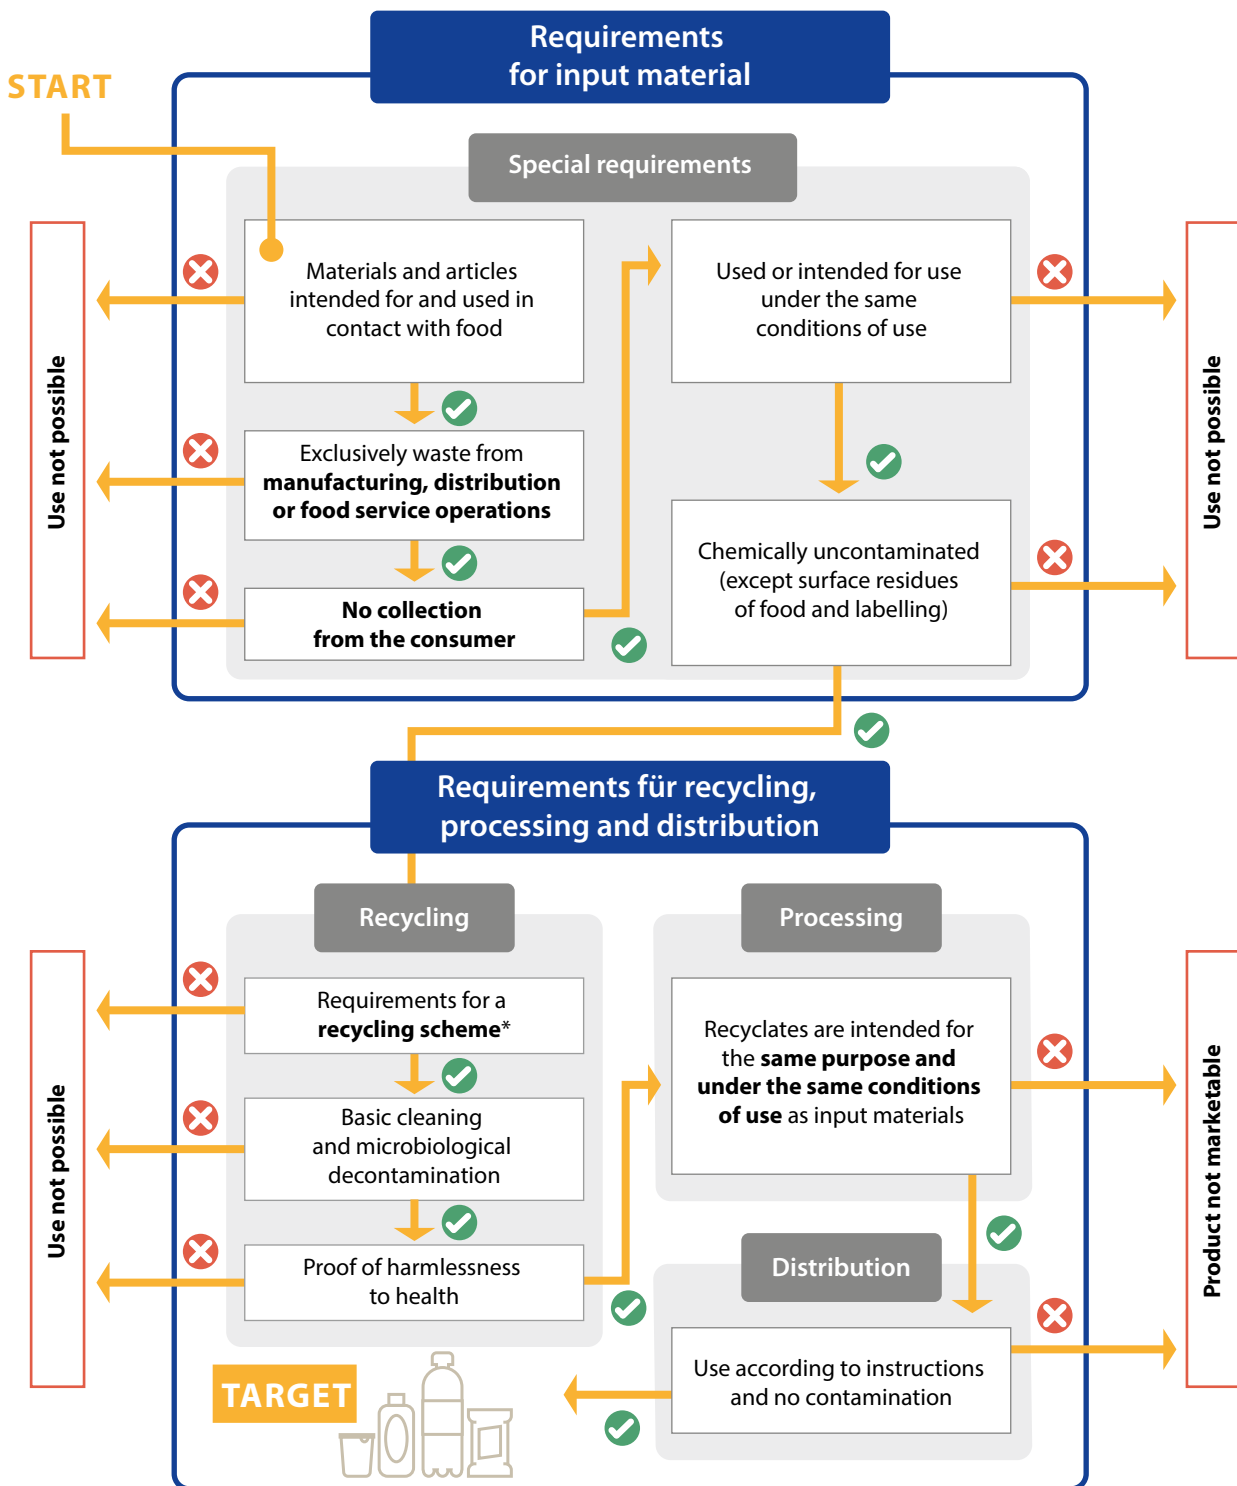 Requirements
for input material
START
Special requirements
Materials and articles
intended for and used in
contact with food
Used or intended for use
under the same
conditions of use
Use not possible
Use not possible
Exclusively waste from
manufacturing, distribution
or food service operations
Chemically uncontaminated
(except surface residues
of food and labelling)
No collection
from the consumer
Requirements für recycling,
processing and distribution
Recycling
Processing
Requirements for a
recycling scheme*
Recyclates are intended for
the same purpose and
under the same conditions
of use as input materials
Use not possible
Product not marketable
Basic cleaning
and microbiological
decontamination
Proof of harmlessness
to health
Distribution
Use according to instructions
and no contamination
TARGET